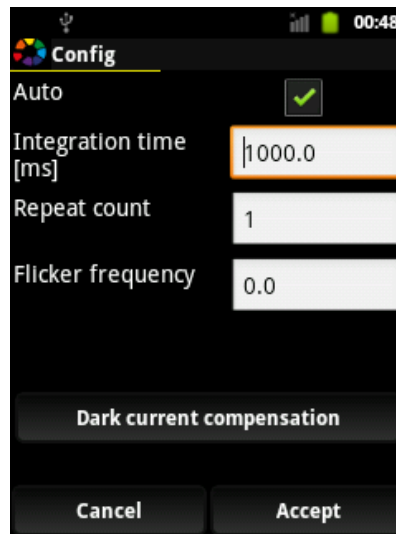 00:48
Config
Auto
Integration time
[ms]
1000.0
Repeat count
1
Flicker frequency
0.0
Dark current compensation
Cancel Accept